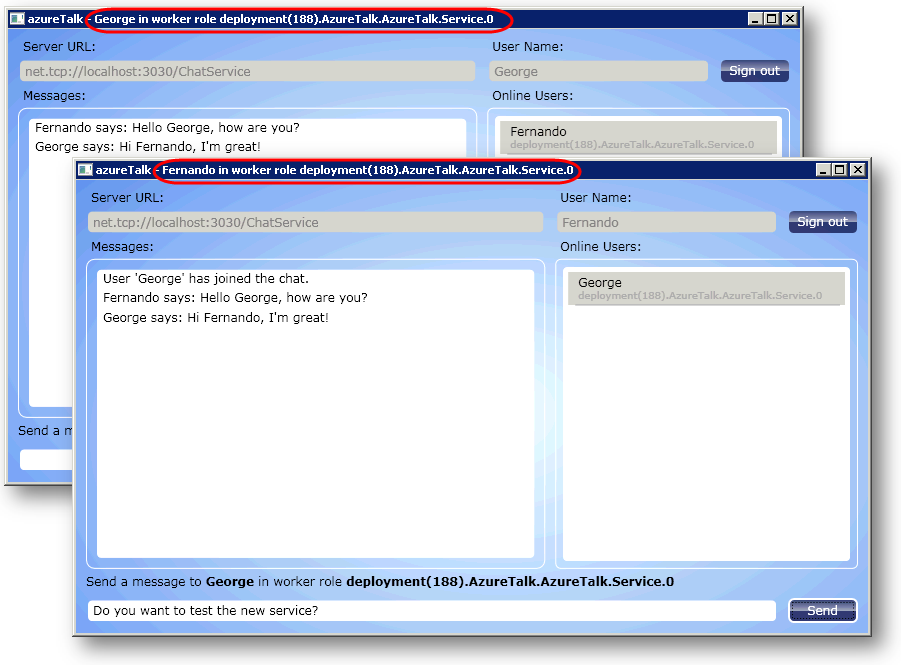 azureTalk - George in worker role deployment(188).AzureTalk.AzureTalk.Service.0
Server URL:
User Name:
net.tcp://localhost:3030/ChatService
George
Sign out
Messages:
Online Users:
Fernando says: Hello George, how are you?
George says: Hi Fernando, I'm great!
Fernando
deployment(188).AzureTalk.AzureTalk.Service.0
Send a m
azureTalk - Fernando in worker role deployment(188).AzureTalk.AzureTalk.Service.0
Server URL:
User Name:
net.tcp://localhost:3030/ChatService
Fernando
Sign out
Messages:
Online Users:
User 'George' has joined the chat.
Fernando says: Hello George, how are you?
George says: Hi Fernando, I'm great!
George
deployment(188).AzureTalk.AzureTalk.Service.0
Send a message to George in worker role deployment(188).AzureTalk.AzureTalk.Service.0
Do you want to test the new service?
Send